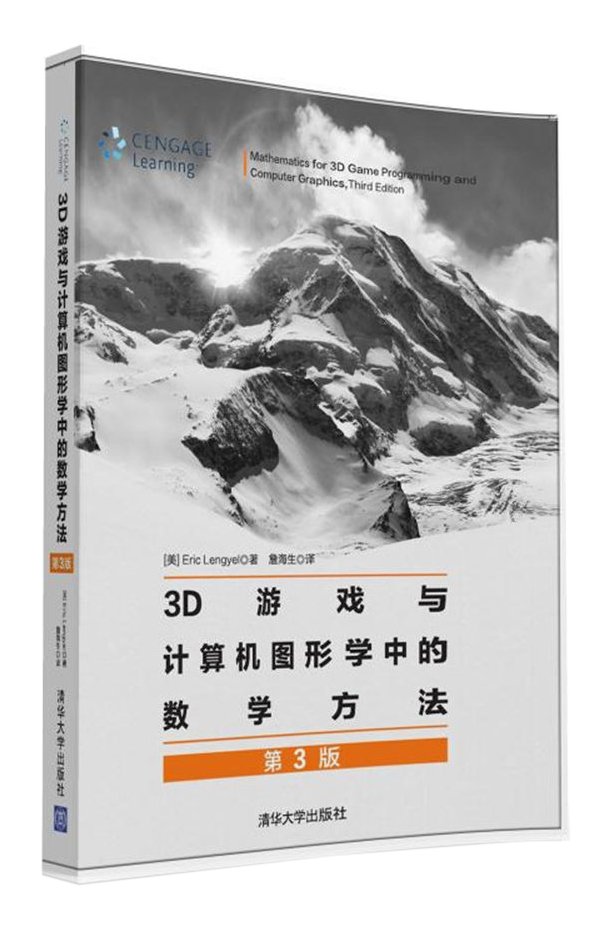 CENGAGE
Learning
Mathematics for 3D Game Programming and
Computer Graphics, Third Edition
[美] Eric Lengyel◎著 詹海生◎译
3D 游戏与
计算机图形学中的
数学方法
第 3 版
清华大学出版社
CENGAGE
Learning
3D 游戏与计算机图形学中的数学方法
第3版
清华大学出版社